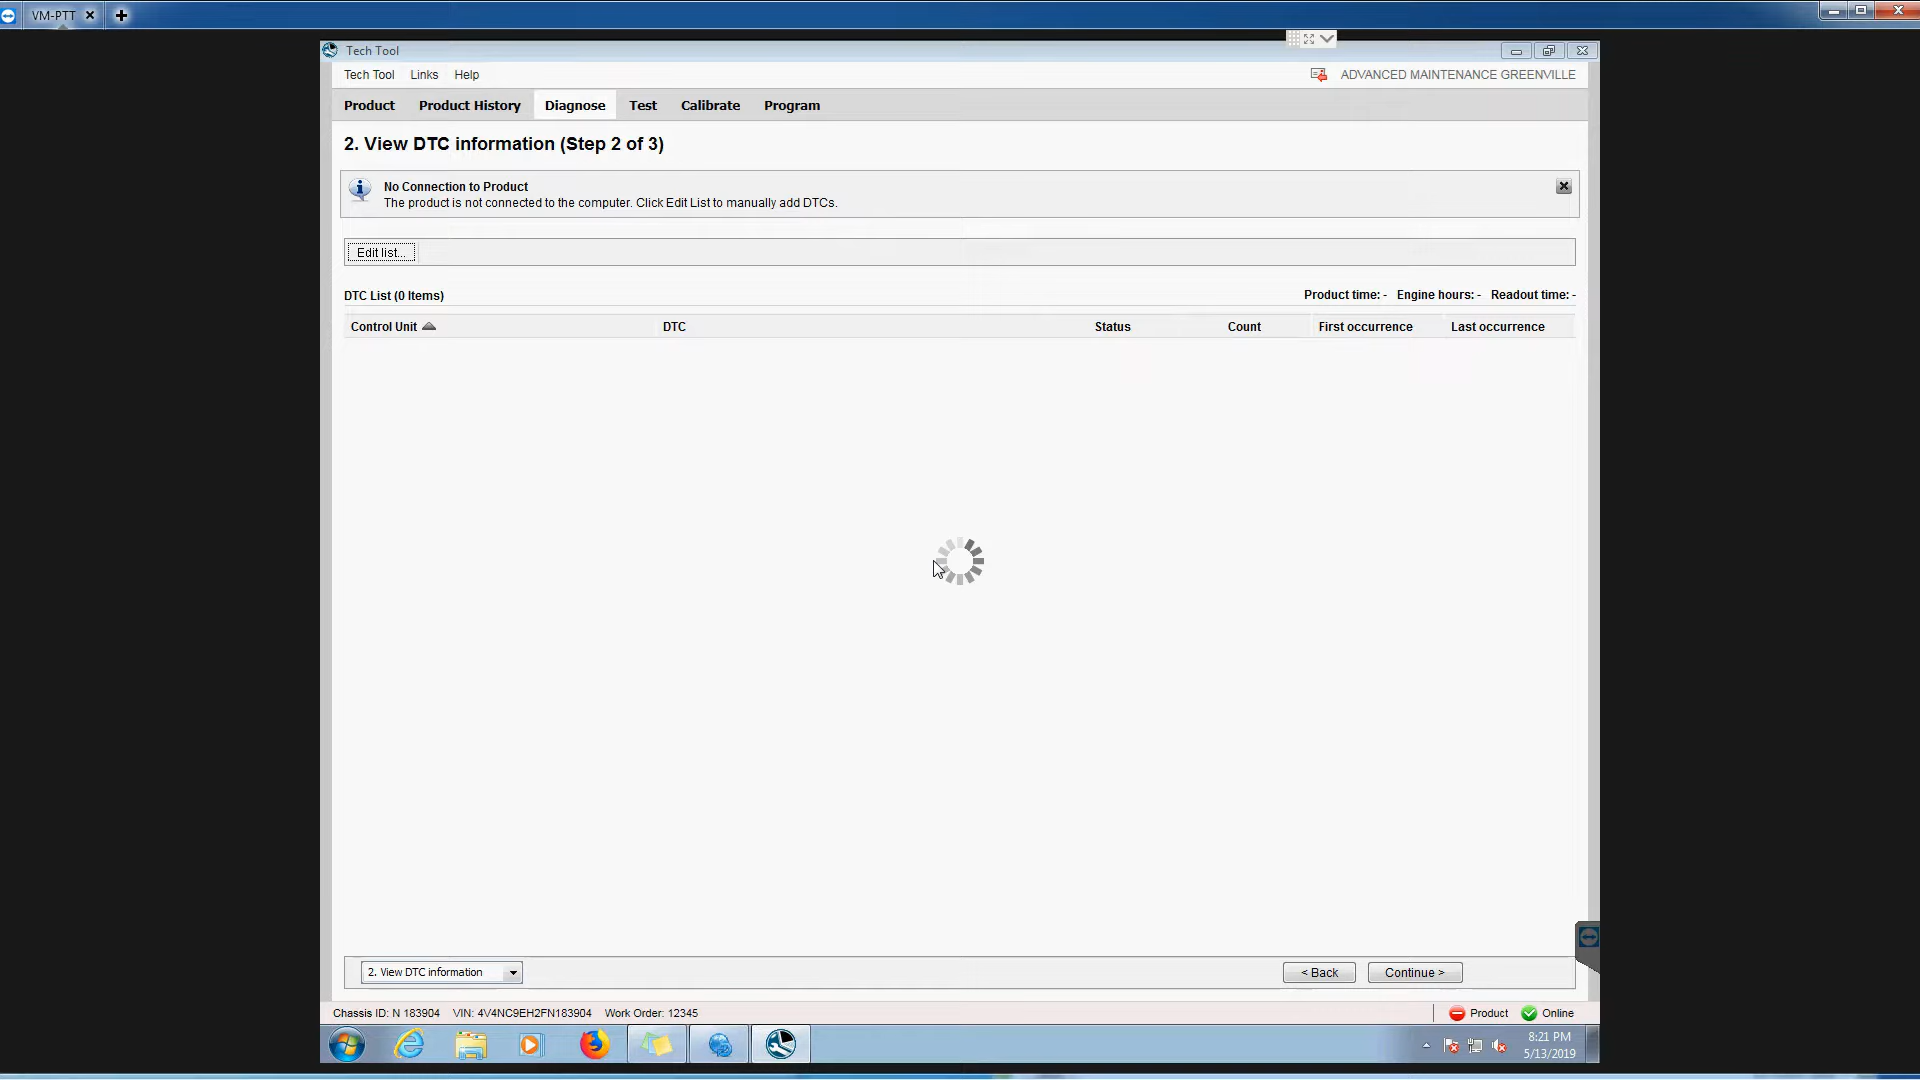 VM-PTT
Tech Tool
Tech Tool Links Help
ADVANCED MAINTENANCE GREENVILLE
Product Product History Diagnose Test Calibrate Program
2. View DTC information (Step 2 of 3)
No Connection to Product
The product is not connected to the computer. Click Edit List to manually add DTCs.
Edit list...
DTC List (0 Items)
Product time: - Engine hours: - Readout time: -
Control Unit DTC Status Count First occurrence Last occurrence
2. View DTC information
< Back Continue >
Chassis ID: N 183904 VIN: 4V4NC9EH2FN183904 Work Order: 12345
Product Online
8:21 PM
5/13/2019